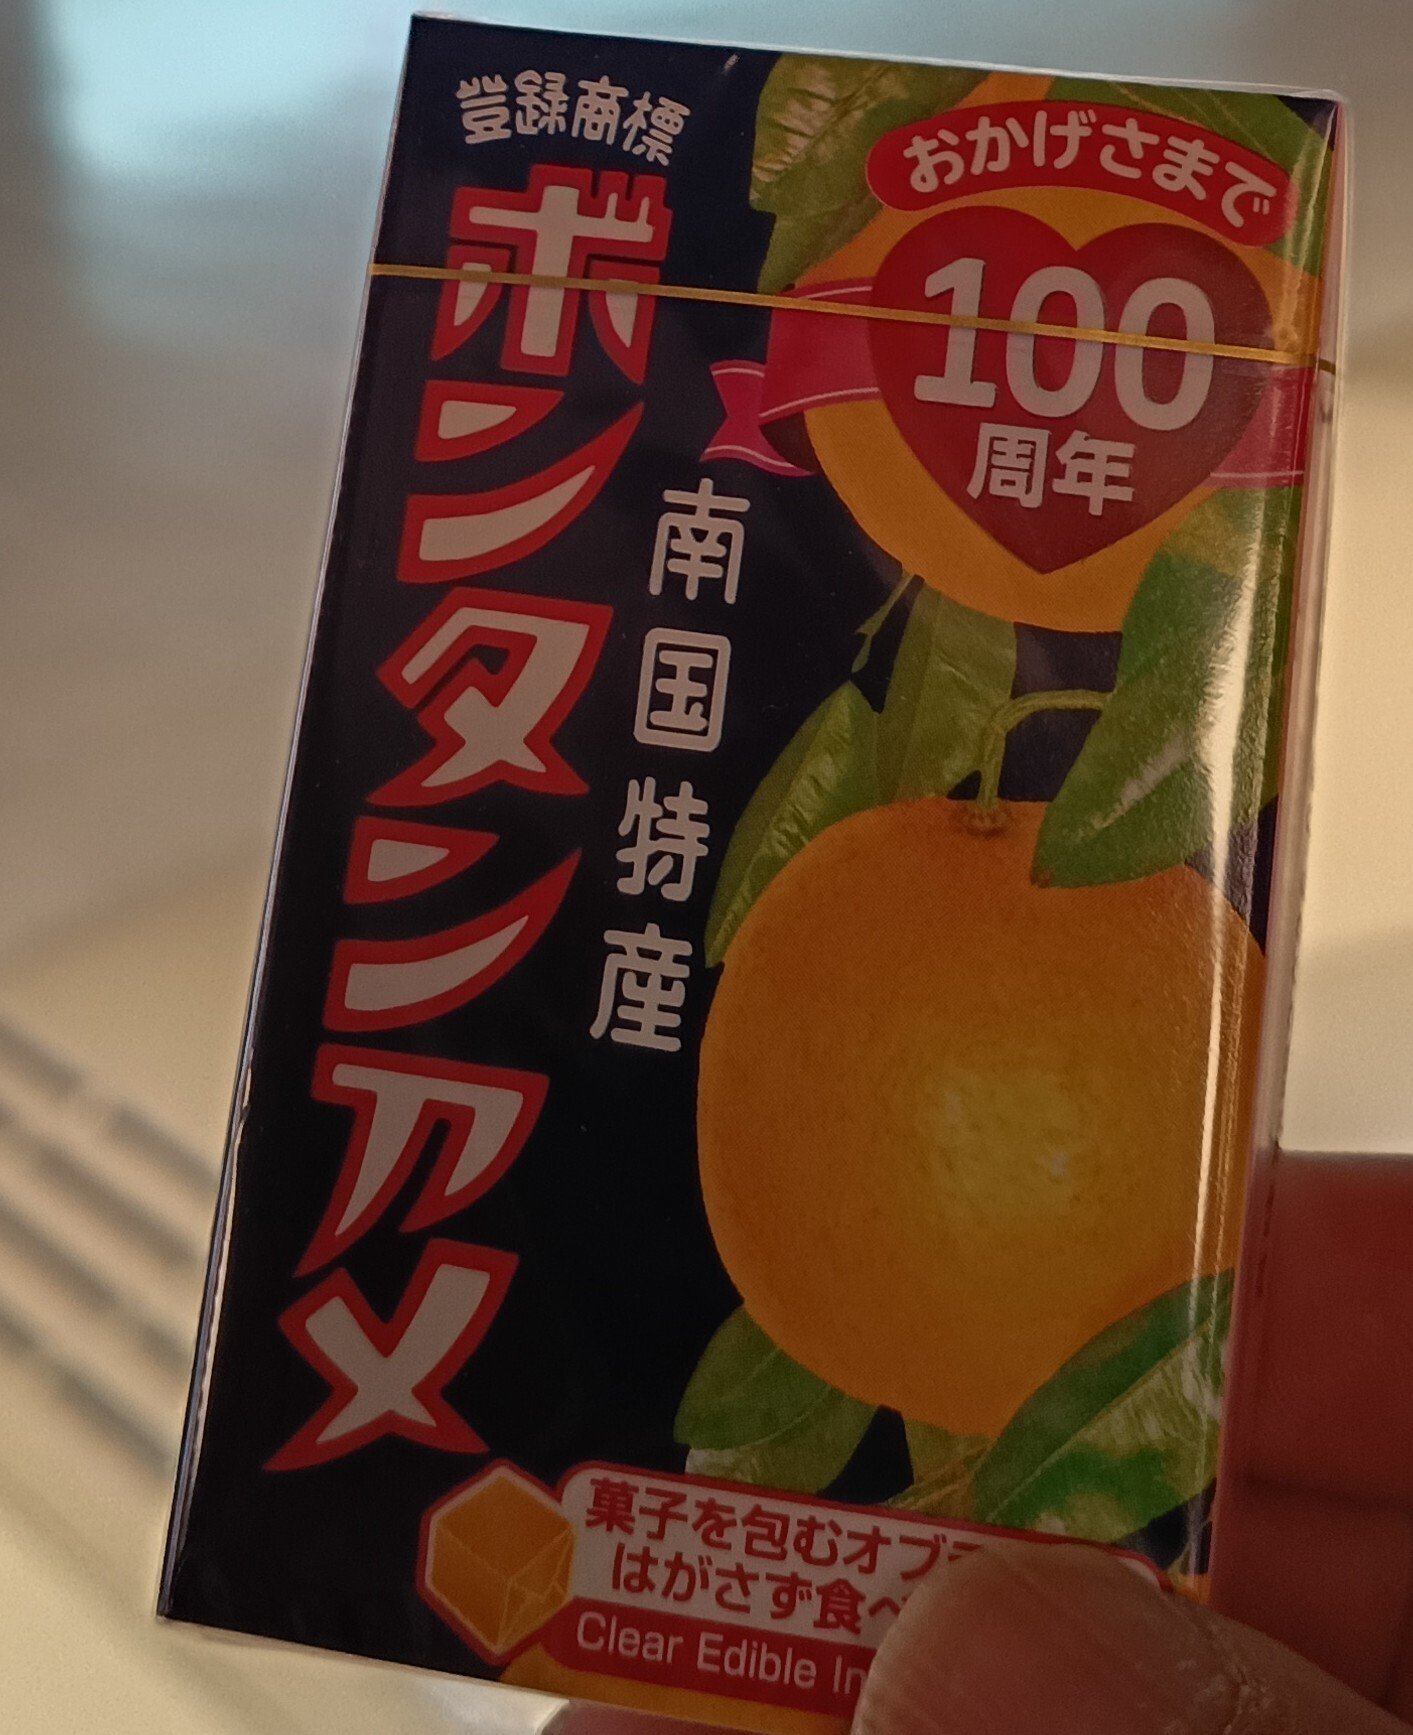 登録商標
ボンタンアメ
南国特産
おかげさまで
100
周年
菓子を包むオブ
はがさず食べ
Clear Edible